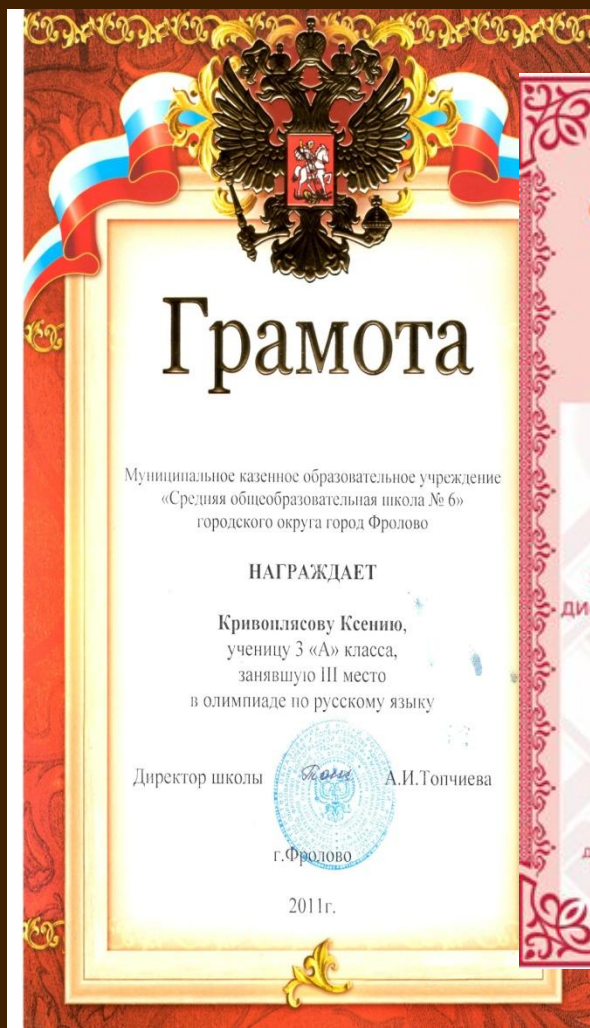 Грамота
Муниципальное казенное образовательное учреждение
«Средняя общеобразовательная школа № 6»
городского округа город Фролово
НАГРАЖДАЕТ
Кривоплясову Ксению,
ученицу 3 «А» класса,
занявшую III место
в олимпиаде по русскому языку
Директор школы А.И.Топчиева
г.Фролово
2011г.